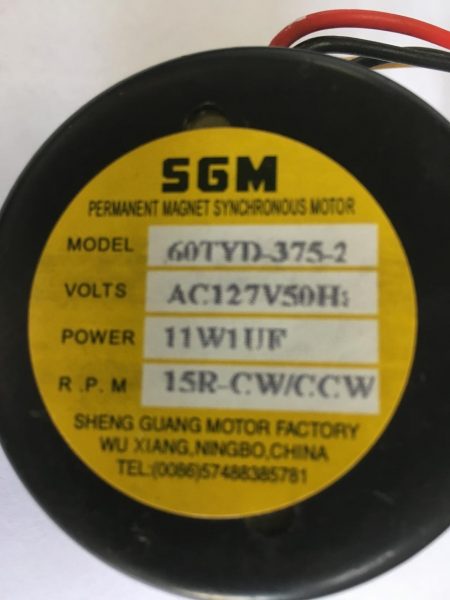 SGM
PERMANENT MAGNET SYNCHRONOUS MOTOR
MODEL 60TYD-375-2
VOLTS AC127V50Hz
POWER 11W1UF
R.P.M 15R-CW/CCW
SHENG GUANG MOTOR FACTORY
WU XIANG,NINGBO,CHINA
TEL:(0086)57488385781